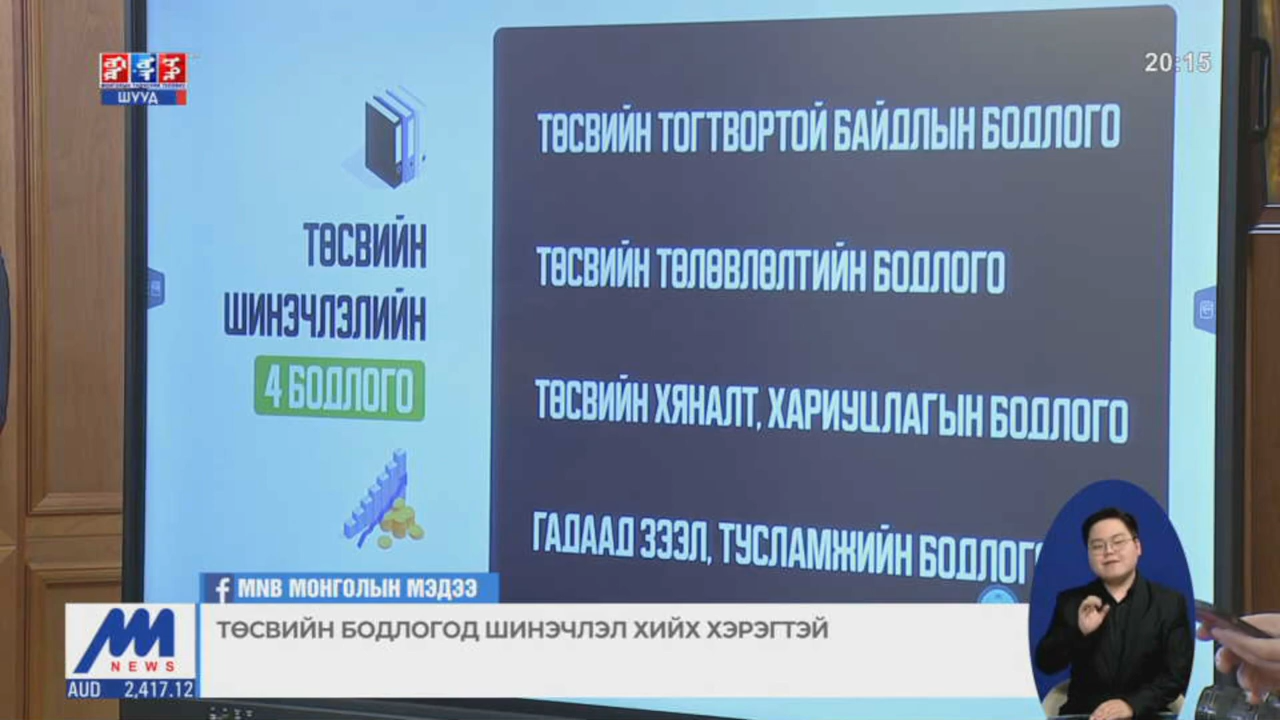 ШУУД
20:15
ТӨСВИЙН
ШИНЭЧЛЭЛИЙН
4 БОДЛОГО
ТӨСВИЙН ТОГТВОРТОЙ БАЙДЛЫН БОДЛОГО
ТӨСВИЙН ТӨЛӨВЛӨЛТИЙН БОДЛОГО
ТӨСВИЙН ХЯНАЛТ, ХАРИУЦЛАГЫН БОДЛОГО
ГАДААД ЗЭЭЛ, ТУСЛАМЖИЙН БОДЛОГО
f MNB МОНГОЛЫН МЭДЭЭ
ТӨСВИЙН БОДЛОГОД ШИНЭЧЛЭЛ ХИЙХ ХЭРЭГТЭЙ
NEWS
AUD 2,417.12